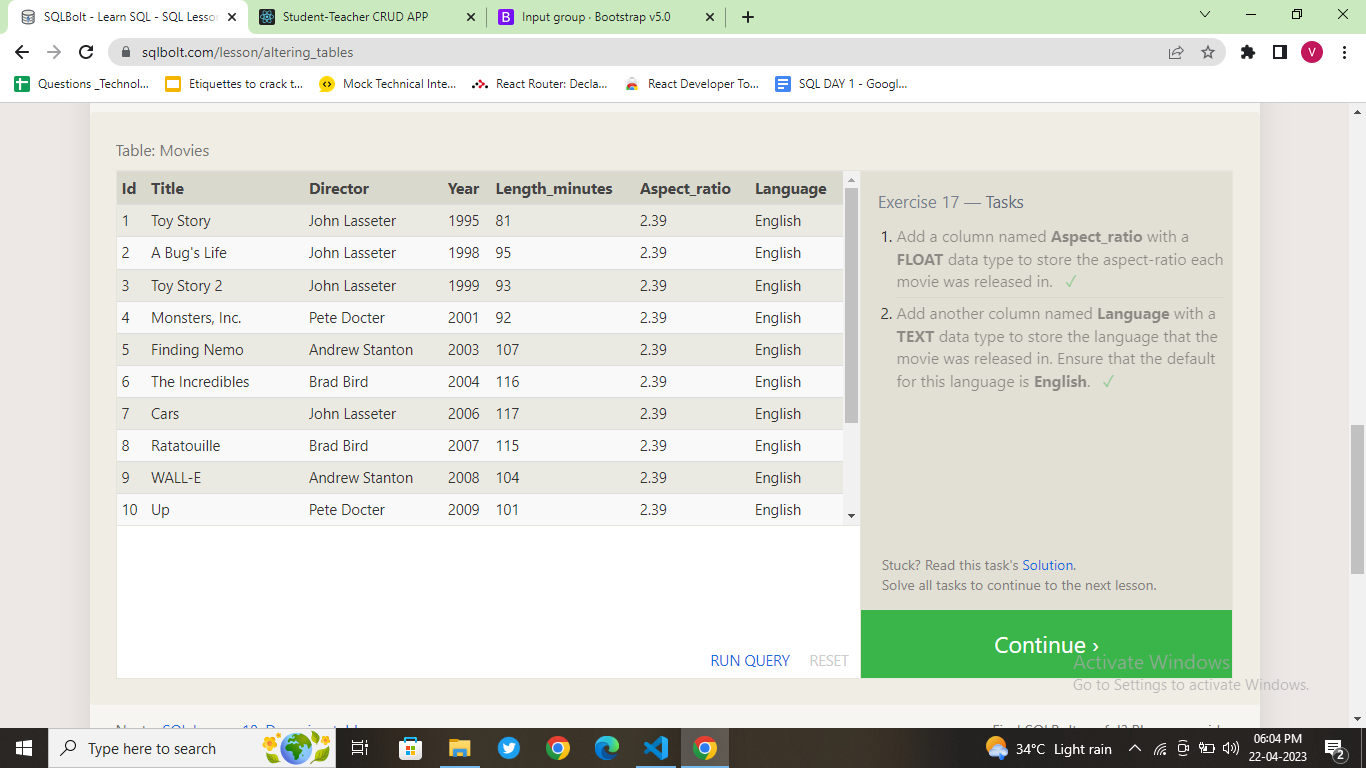 SQLBolt - Learn SQL - SQL Lesson
Student-Teacher CRUD APP
Input group · Bootstrap v5.0
sqlbolt.com/lesson/altering_tables
V
Questions _Technol...
Etiquettes to crack t...
Mock Technical Inte...
React Router: Decla...
React Developer To...
SQL DAY 1 - Googl...
Table: Movies
Id Title Director Year Length_minutes Aspect_ratio Language
1 Toy Story John Lasseter 1995 81 2.39 English
2 A Bug's Life John Lasseter 1998 95 2.39 English
3 Toy Story 2 John Lasseter 1999 93 2.39 English
4 Monsters, Inc. Pete Docter 2001 92 2.39 English
5 Finding Nemo Andrew Stanton 2003 107 2.39 English
6 The Incredibles Brad Bird 2004 116 2.39 English
7 Cars John Lasseter 2006 117 2.39 English
8 Ratatouille Brad Bird 2007 115 2.39 English
9 WALL-E Andrew Stanton 2008 104 2.39 English
10 Up Pete Docter 2009 101 2.39 English
RUN QUERY RESET
Exercise 17 — Tasks
1. Add a column named Aspect_ratio with a
FLOAT data type to store the aspect-ratio each
movie was released in. ✓
2. Add another column named Language with a
TEXT data type to store the language that the
movie was released in. Ensure that the default
for this language is English. ✓
Stuck? Read this task's Solution.
Solve all tasks to continue to the next lesson.
Continue ›
Activate Windows
Go to Settings to activate Windows.
Type here to search
34°C Light rain
06:04 PM
22-04-2023
2